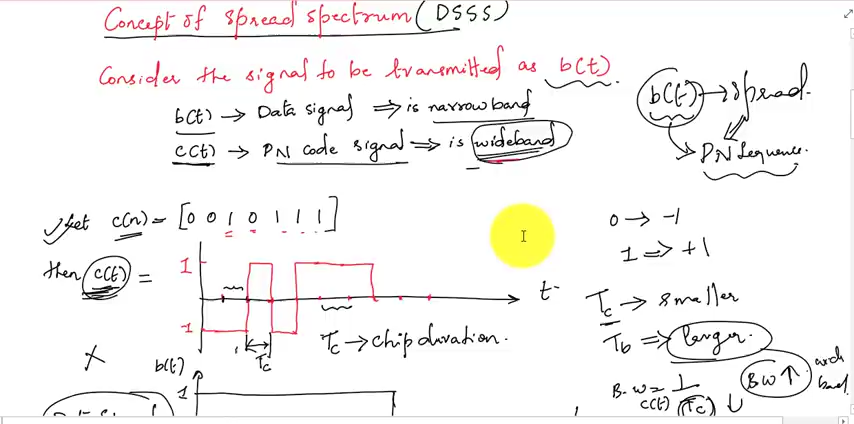 Concept of spread spectrum (DSSS)
Consider the signal to be transmitted as b(t)
b(t) → Data signal ⇒ is narrowband
c(t) → PN code signal ⇒ is wideband
b(t) → spread.
PN Sequence.
Let c(n) = [0 0 1 0 1 1 1]
then c(t) =
1
1
t
Tc
Tc → chip duration.
0 → -1
1 ⇒ +1
Tc → smaller
Tb ⇒ larger.
B.w = 1
c(t) (Tc) ↓
BW ↑
b(t)
1